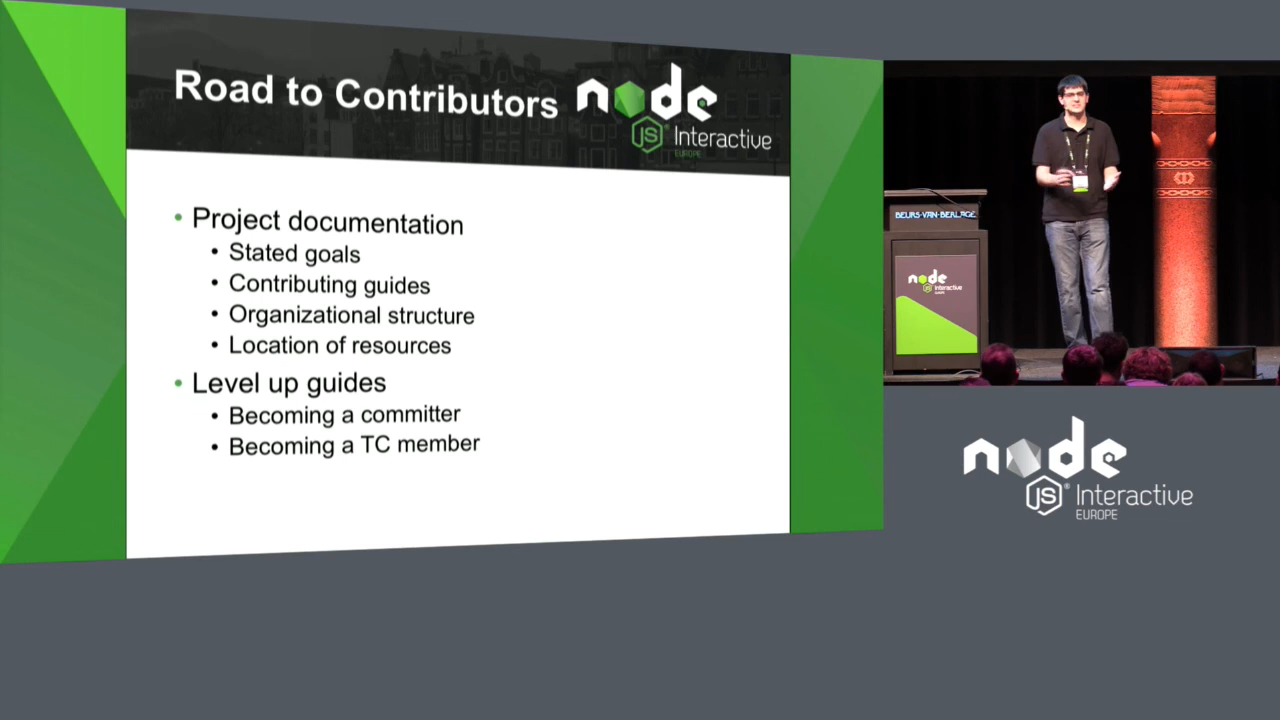 Road to Contributors
node
JS® Interactive
EUROPE
• Project documentation
• Stated goals
• Contributing guides
• Organizational structure
• Location of resources
• Level up guides
• Becoming a committer
• Becoming a TC member
BEURS-VAN-BERLAGE
node
JS Interactive
EUROPE
node
JS® Interactive
EUROPE